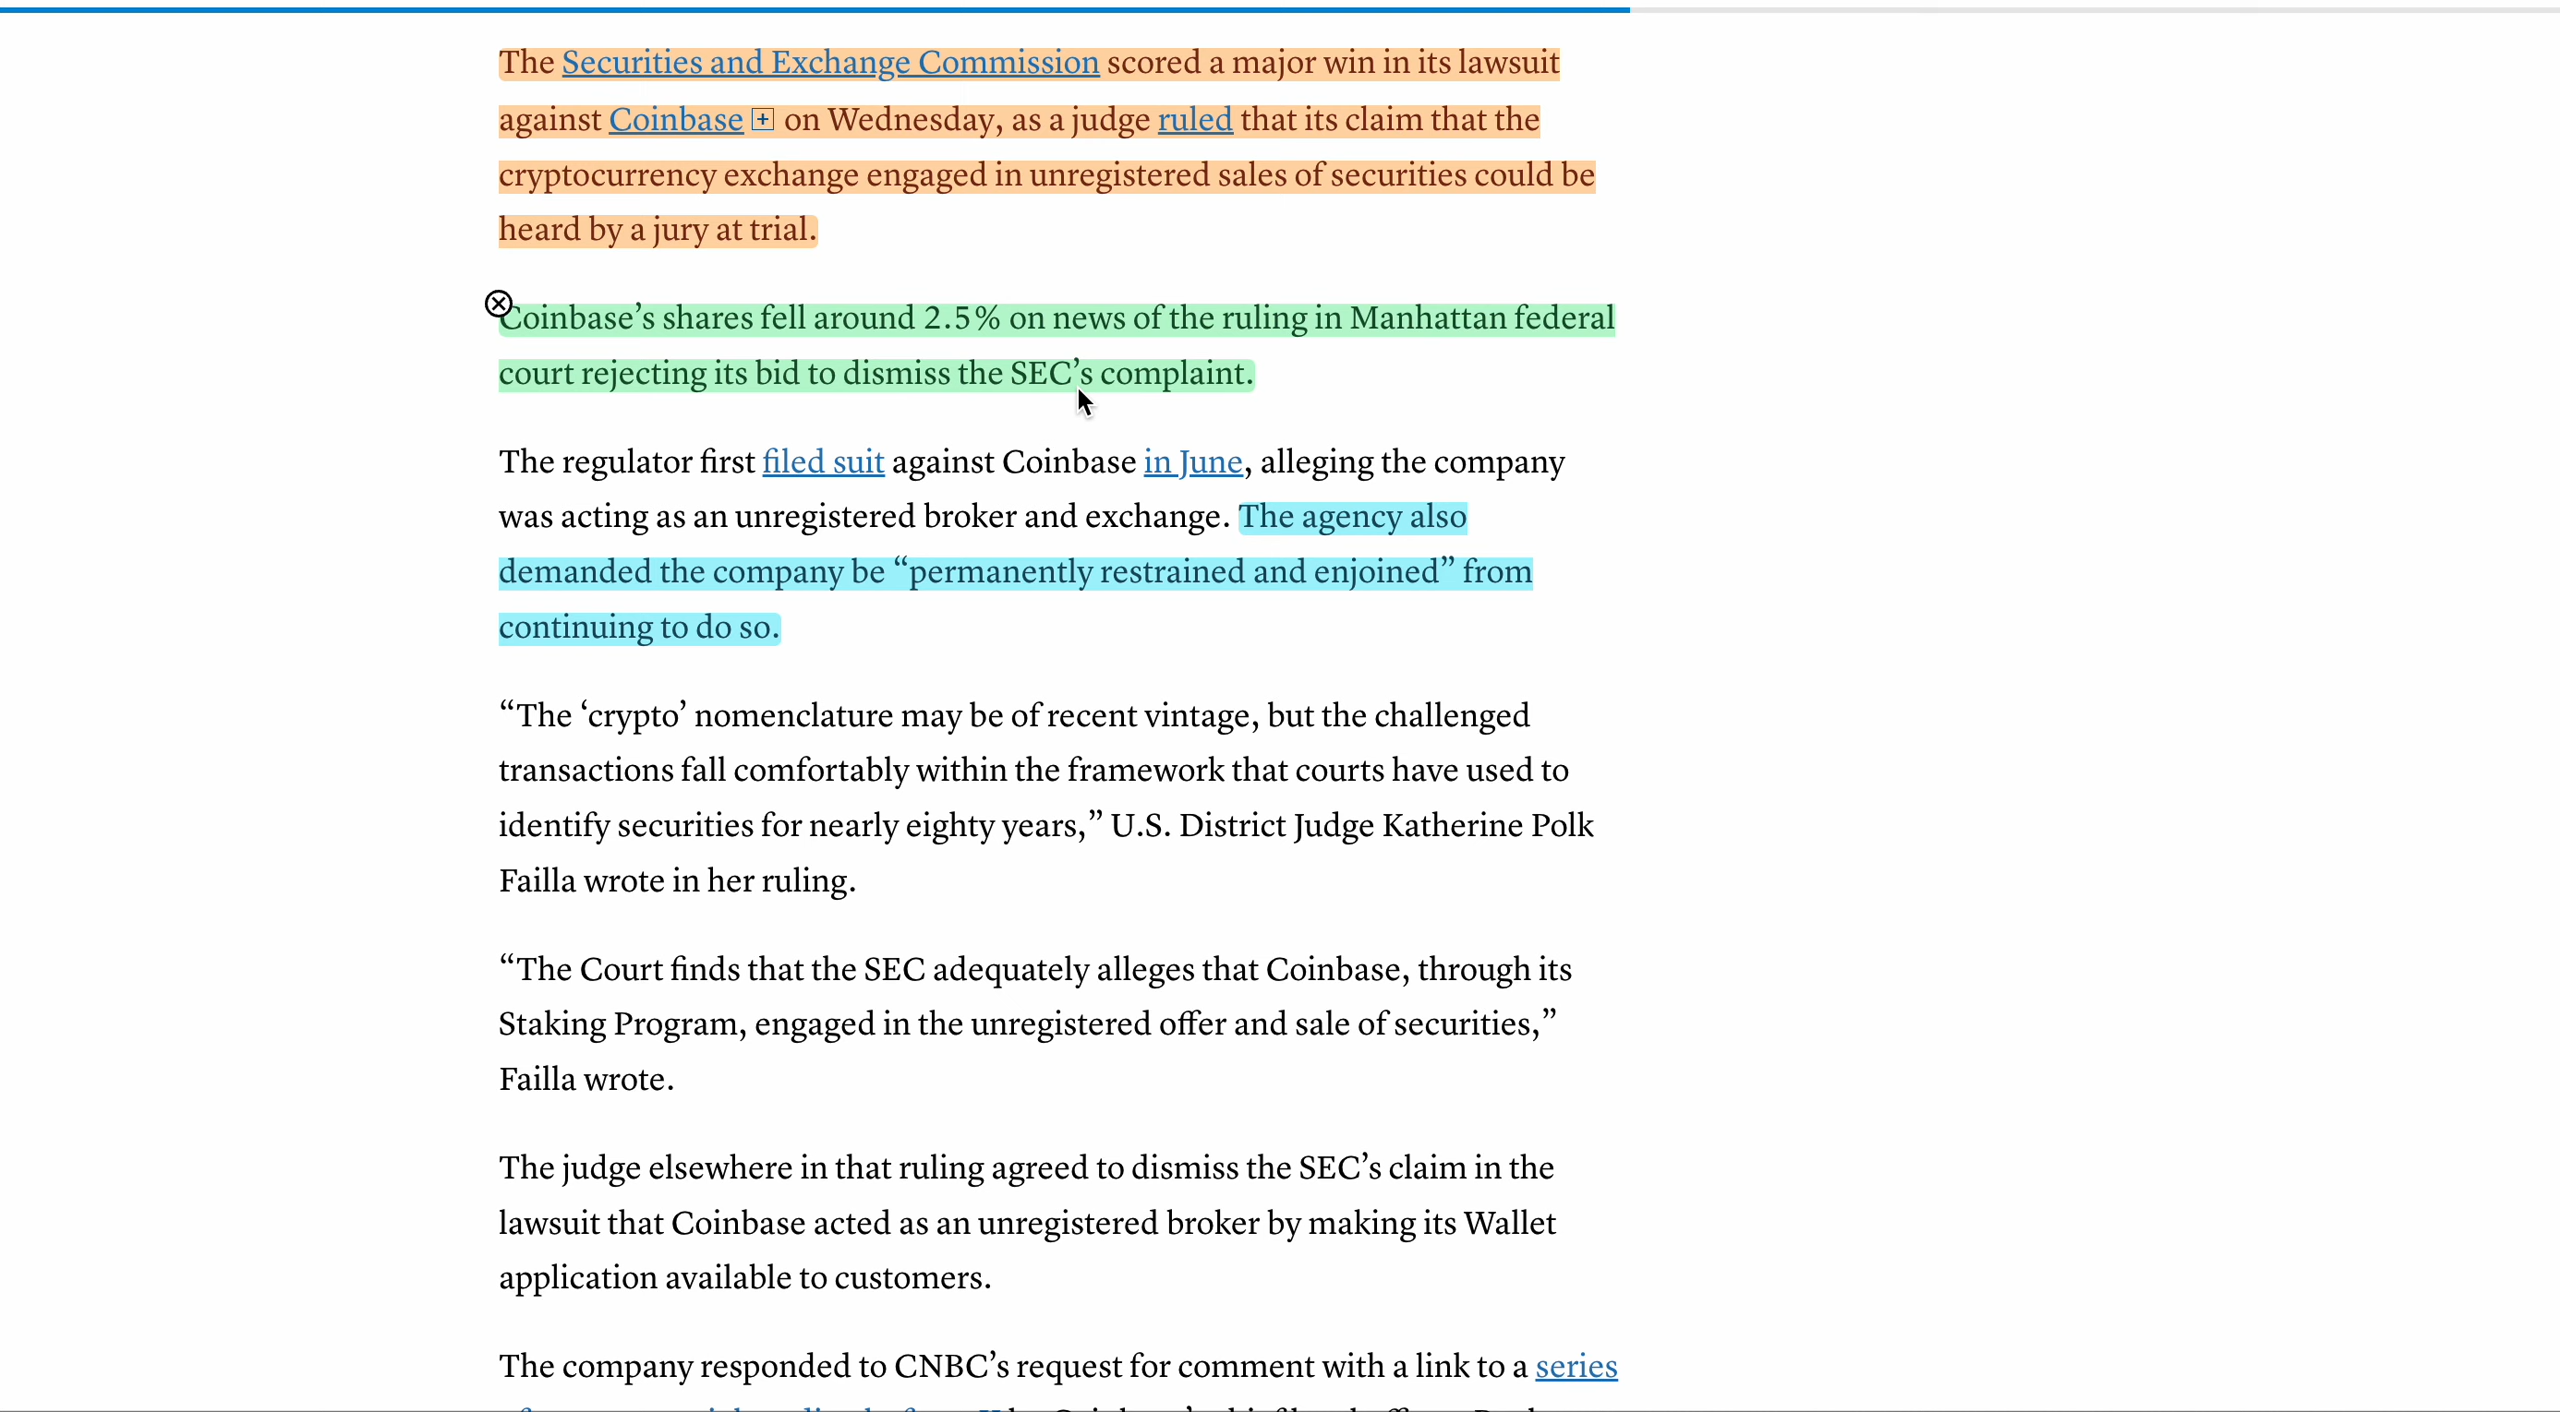 The Securities and Exchange Commission scored a major win in its lawsuit
against Coinbase on Wednesday, as a judge ruled that its claim that the
cryptocurrency exchange engaged in unregistered sales of securities could be
heard by a jury at trial.
Coinbase’s shares fell around 2.5% on news of the ruling in Manhattan federal
court rejecting its bid to dismiss the SEC’s complaint.
The regulator first filed suit against Coinbase in June, alleging the company
was acting as an unregistered broker and exchange. The agency also
demanded the company be “permanently restrained and enjoined” from
continuing to do so.
“The ‘crypto’ nomenclature may be of recent vintage, but the challenged
transactions fall comfortably within the framework that courts have used to
identify securities for nearly eighty years,” U.S. District Judge Katherine Polk
Failla wrote in her ruling.
“The Court finds that the SEC adequately alleges that Coinbase, through its
Staking Program, engaged in the unregistered offer and sale of securities,”
Failla wrote.
The judge elsewhere in that ruling agreed to dismiss the SEC’s claim in the
lawsuit that Coinbase acted as an unregistered broker by making its Wallet
application available to customers.
The company responded to CNBC’s request for comment with a link to a series